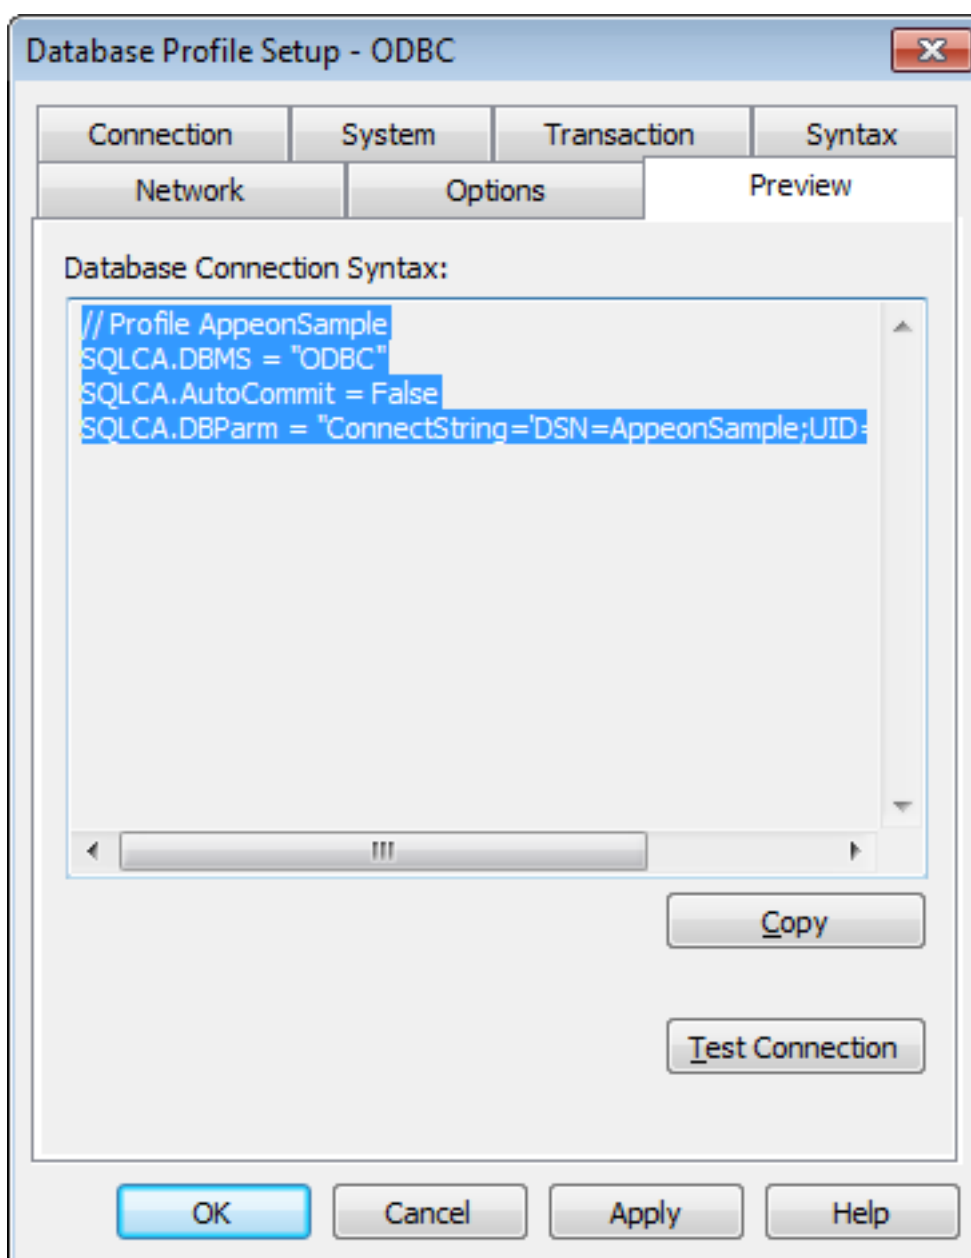 Database Profile Setup - ODBC
Connection
System
Transaction
Syntax
Network
Options
Preview
Database Connection Syntax:
// Profile AppeonSample
SQLCA.DBMS = "ODBC"
SQLCA.AutoCommit = False
SQLCA.DBParm = "ConnectString='DSN=AppeonSample;UID=
Copy
Test Connection
OK
Cancel
Apply
Help